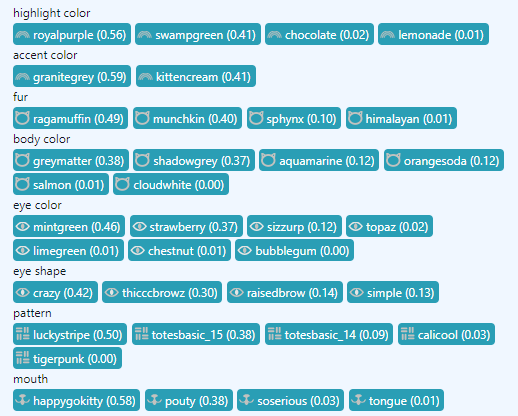 highlight color
royalpurple (0.56) swampgreen (0.41) chocolate (0.02) lemonade (0.01)
accent color
granitegrey (0.59) kittencream (0.41)
fur
ragamuffin (0.49) munchkin (0.40) sphynx (0.10) himalayan (0.01)
body color
greymatter (0.38) shadowgrey (0.37) aquamarine (0.12) orangesoda (0.12)
salmon (0.01) cloudwhite (0.00)
eye color
mintgreen (0.46) strawberry (0.37) sizzurp (0.12) topaz (0.02)
limegreen (0.01) chestnut (0.01) bubblegum (0.00)
eye shape
crazy (0.42) thicccbrowz (0.30) raisedbrow (0.14) simple (0.13)
pattern
luckystripe (0.50) totesbasic_15 (0.38) totesbasic_14 (0.09) calicool (0.03)
tigerpunk (0.00)
mouth
happygokitty (0.58) pouty (0.38) soserious (0.03) tongue (0.01)